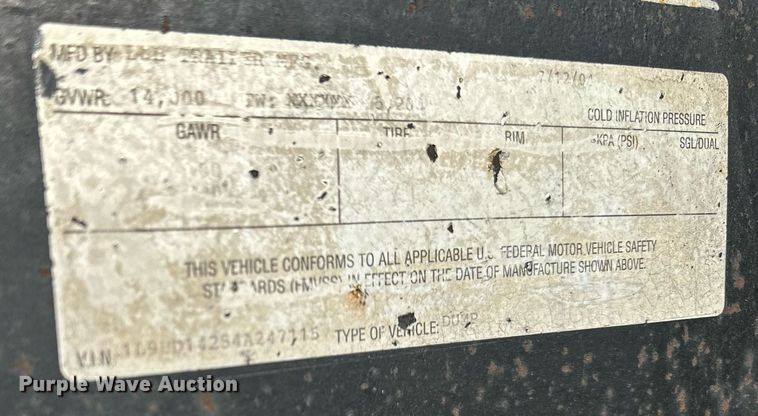 MFD BY TRAILER MFG. 7/12/04
GVWR: 14,000
COLD INFLATION PRESSURE
GAWR TIRE RIM KPA (PSI) SGL/DUAL
THIS VEHICLE CONFORMS TO ALL APPLICABLE U.S. FEDERAL MOTOR VEHICLE SAFETY
STANDARDS (FMVSS) IN EFFECT ON THE DATE OF MANUFACTURE SHOWN ABOVE.
V.I.N. TYPE OF VEHICLE: DUMP
Purple Wave Auction